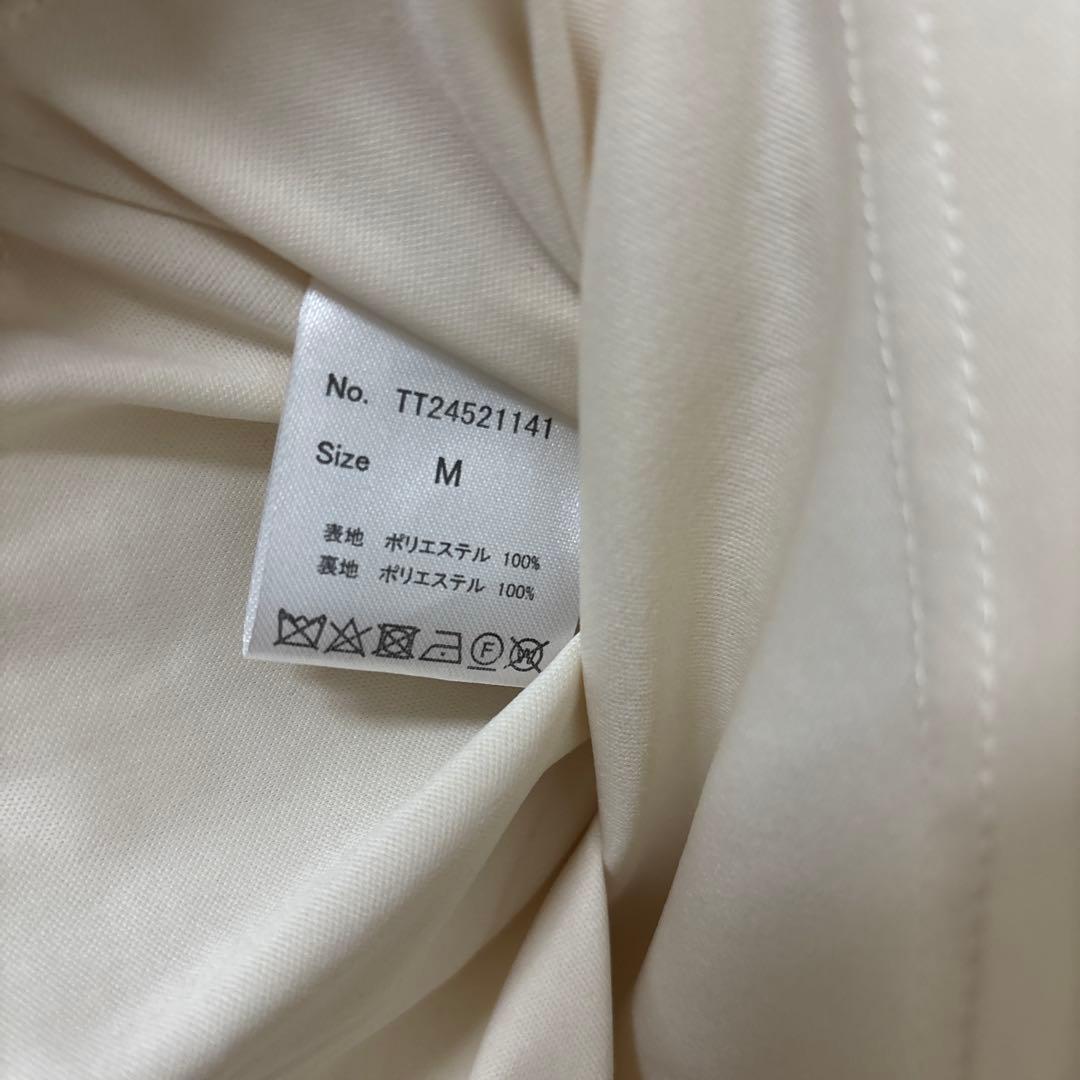 No. TT24521141
Size M
表地 ポリエステル 100%
裏地 ポリエステル 100%
F W